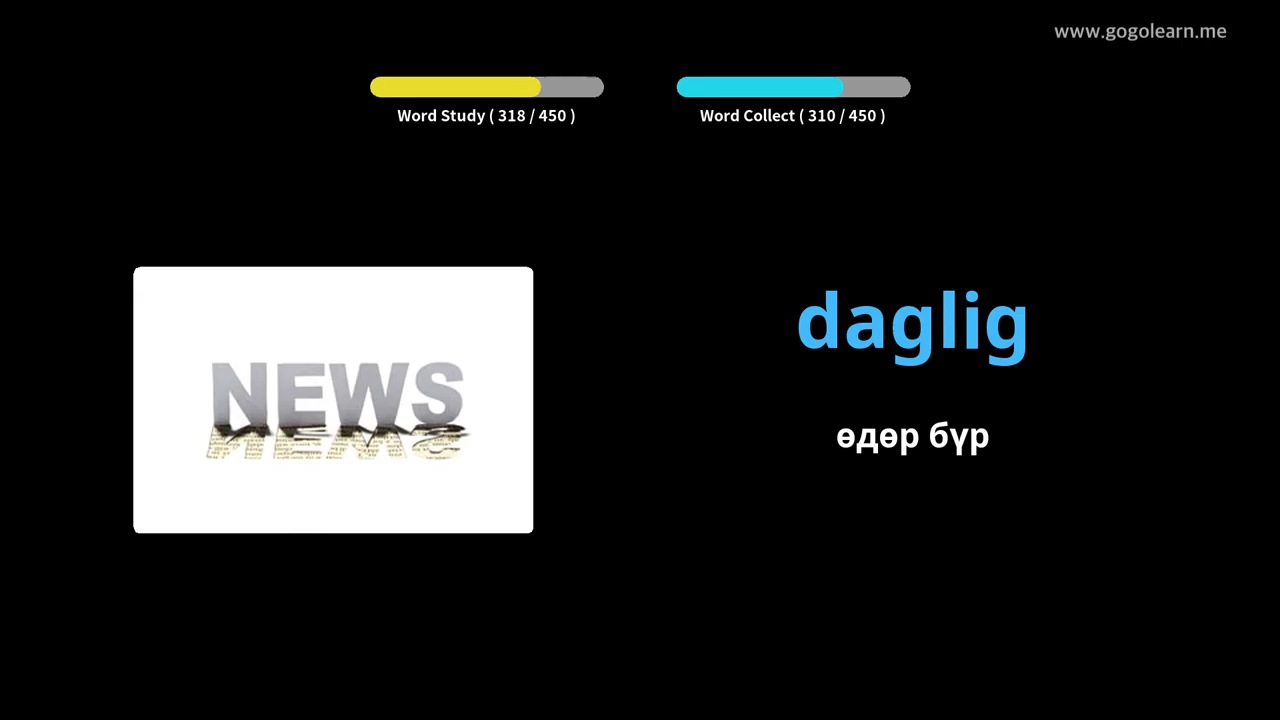 www.gogolearn.me
Word Study ( 318 / 450 )
Word Collect ( 310 / 450 )
NEWS
daglig
өдөр бүр